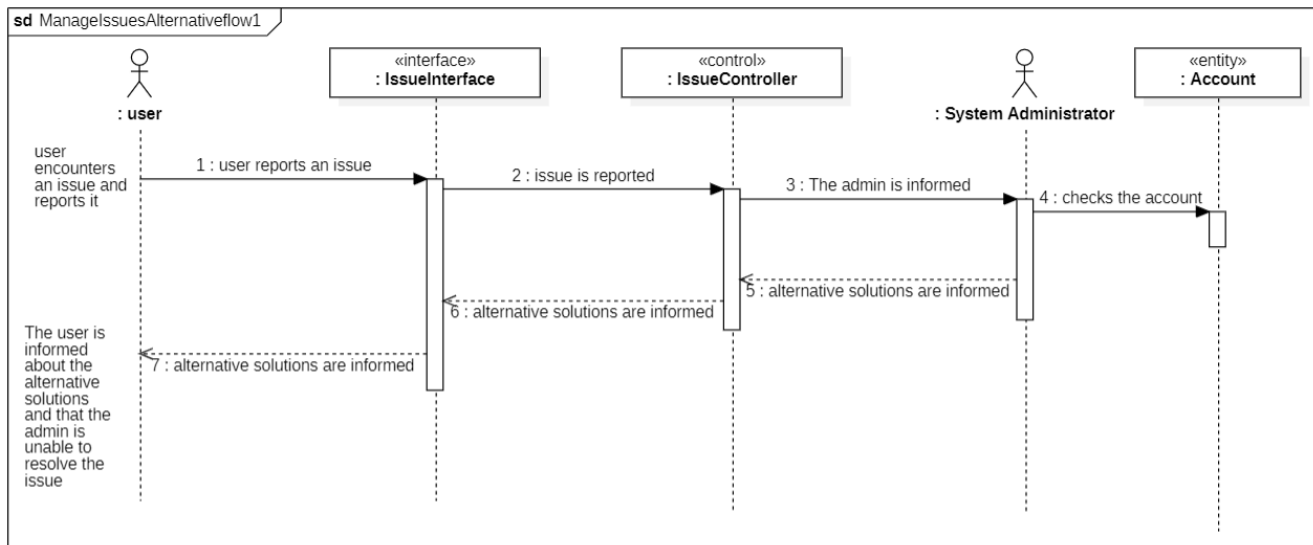 sd ManageIssuesAlternativeflow1
«interface»
: IssueInterface
«control»
: IssueController
«entity»
: Account
: user
: System Administrator
user
encounters
an issue and
reports it
1 : user reports an issue
2 : issue is reported
3 : The admin is informed
4 : checks the account
5 : alternative solutions are informed
6 : alternative solutions are informed
7 : alternative solutions are informed
The user is
informed
about the
alternative
solutions
and that the
admin is
unable to
resolve the
issue